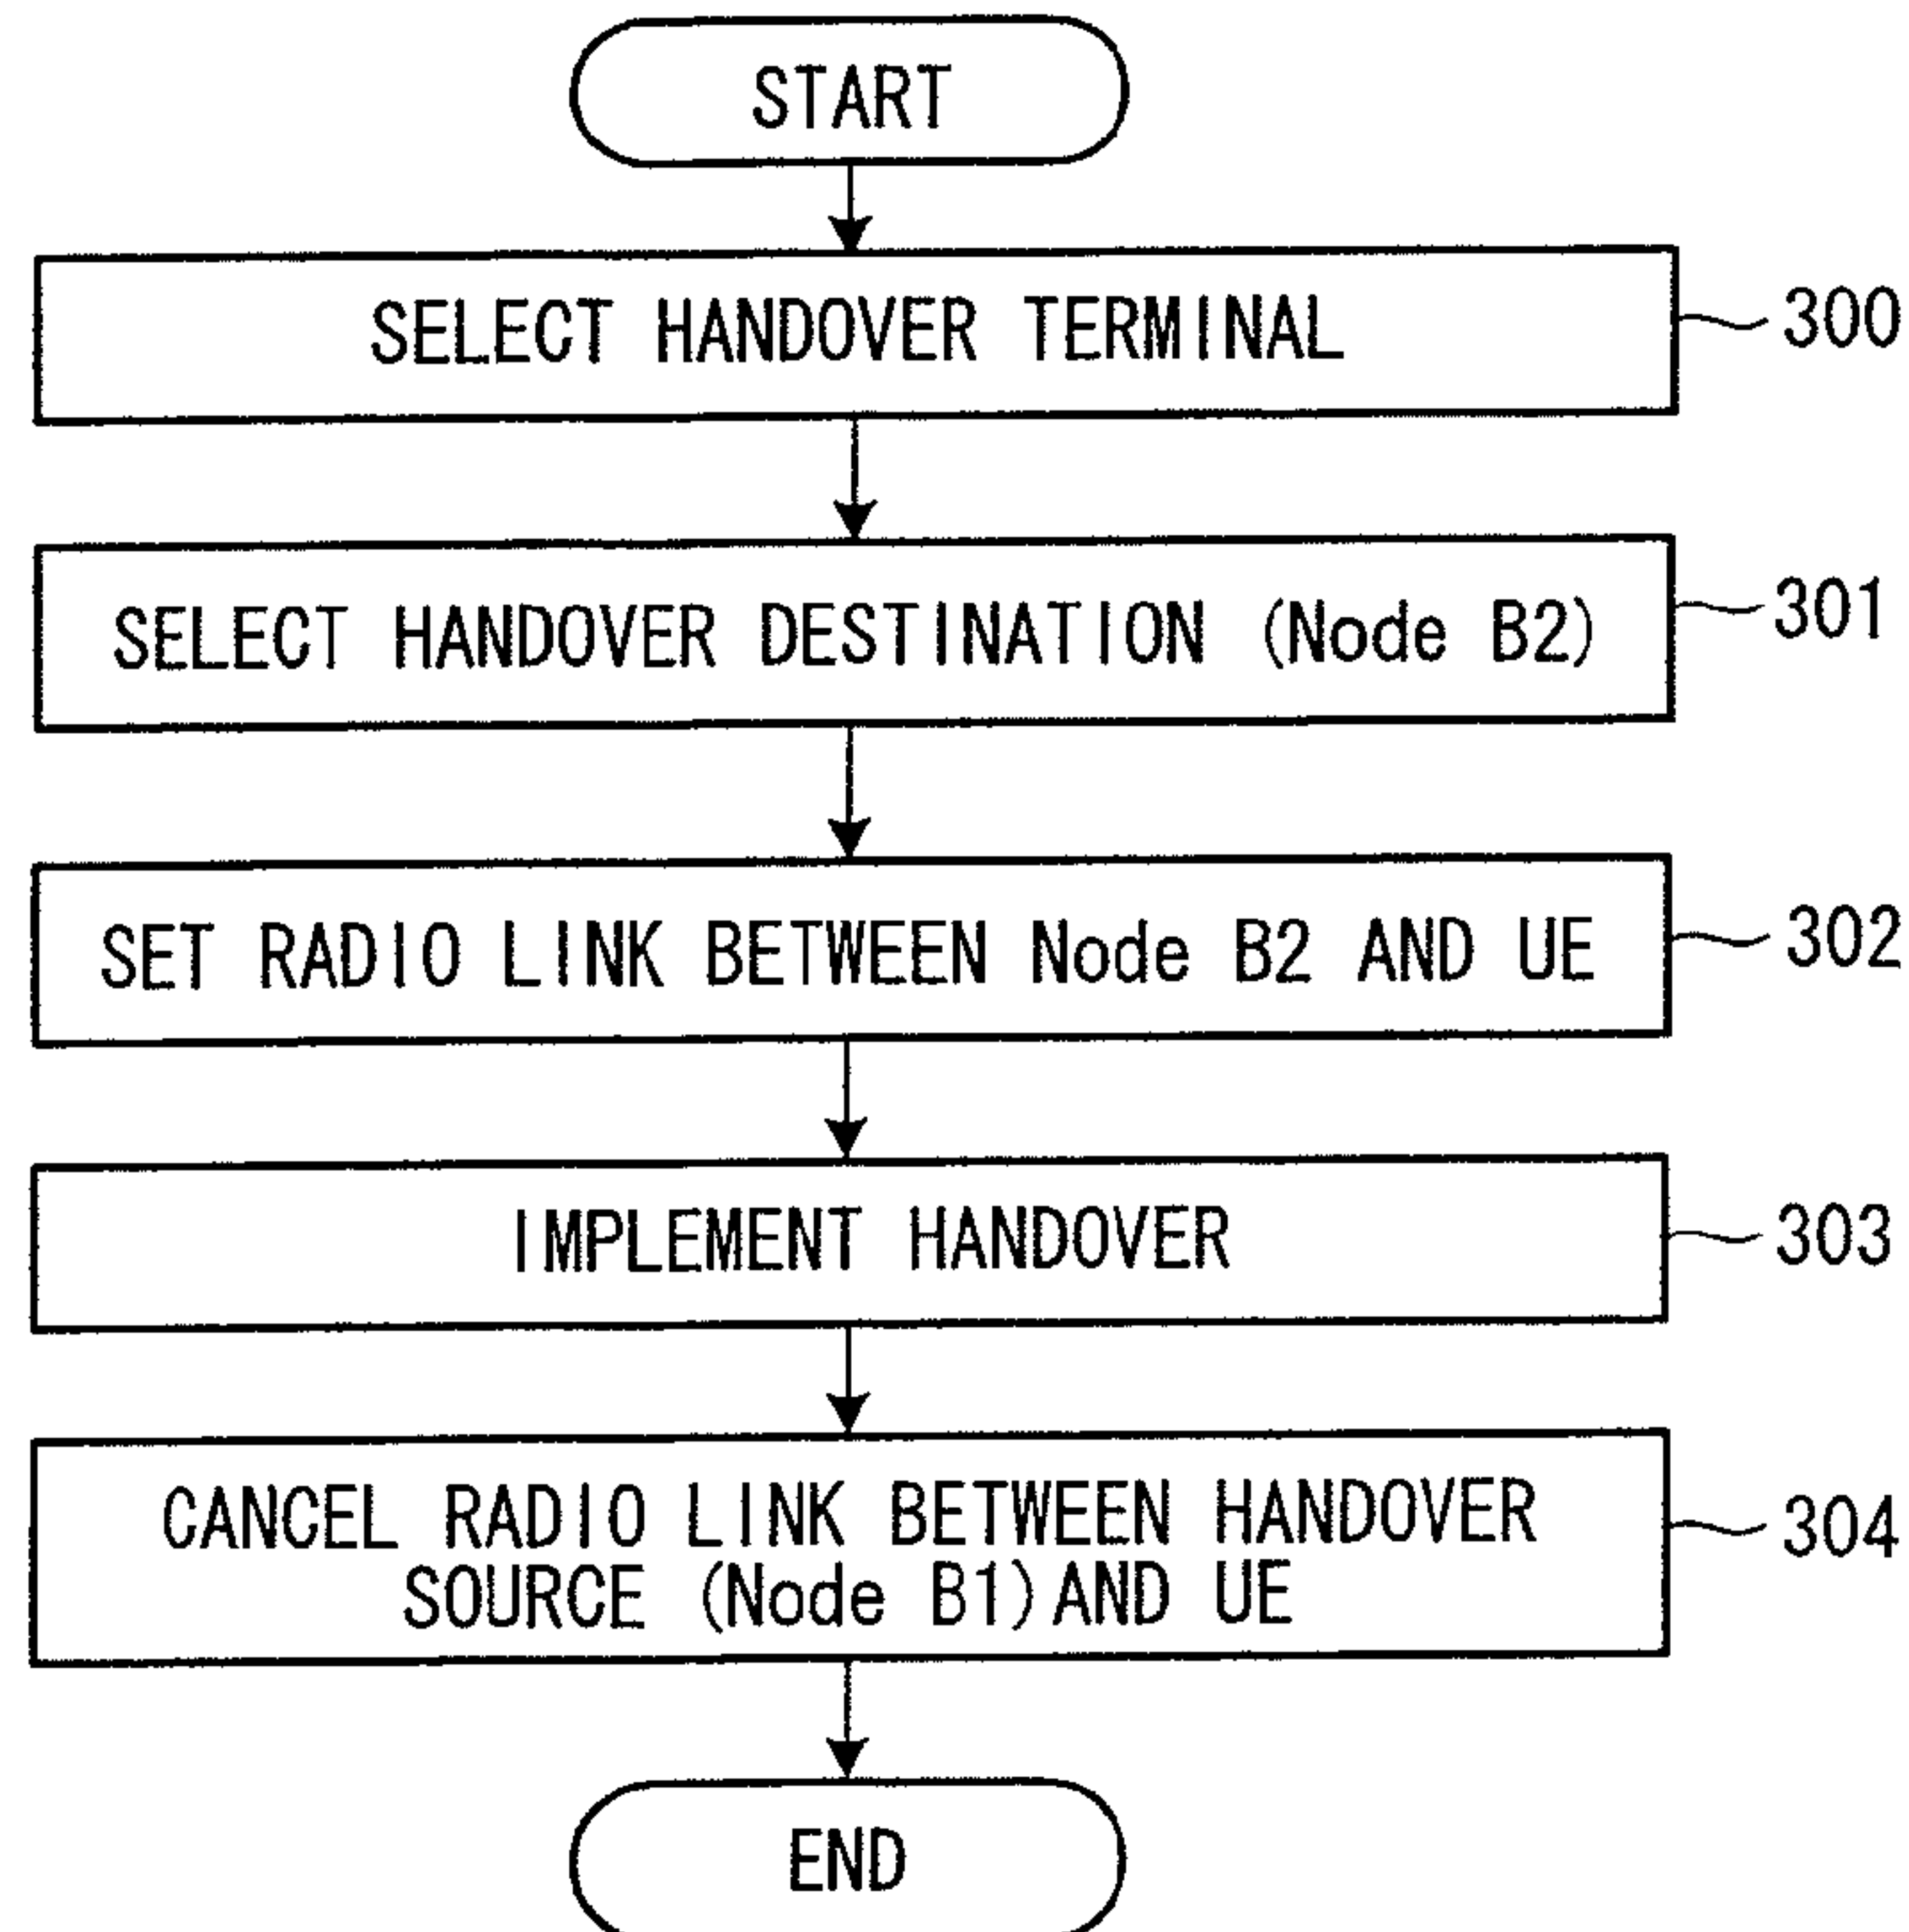 START
SELECT HANDOVER TERMINAL
300
SELECT HANDOVER DESTINATION (Node B2)
301
SET RADIO LINK BETWEEN Node B2 AND UE
302
IMPLEMENT HANDOVER
303
CANCEL RADIO LINK BETWEEN HANDOVER
SOURCE (Node B1) AND UE
304
END